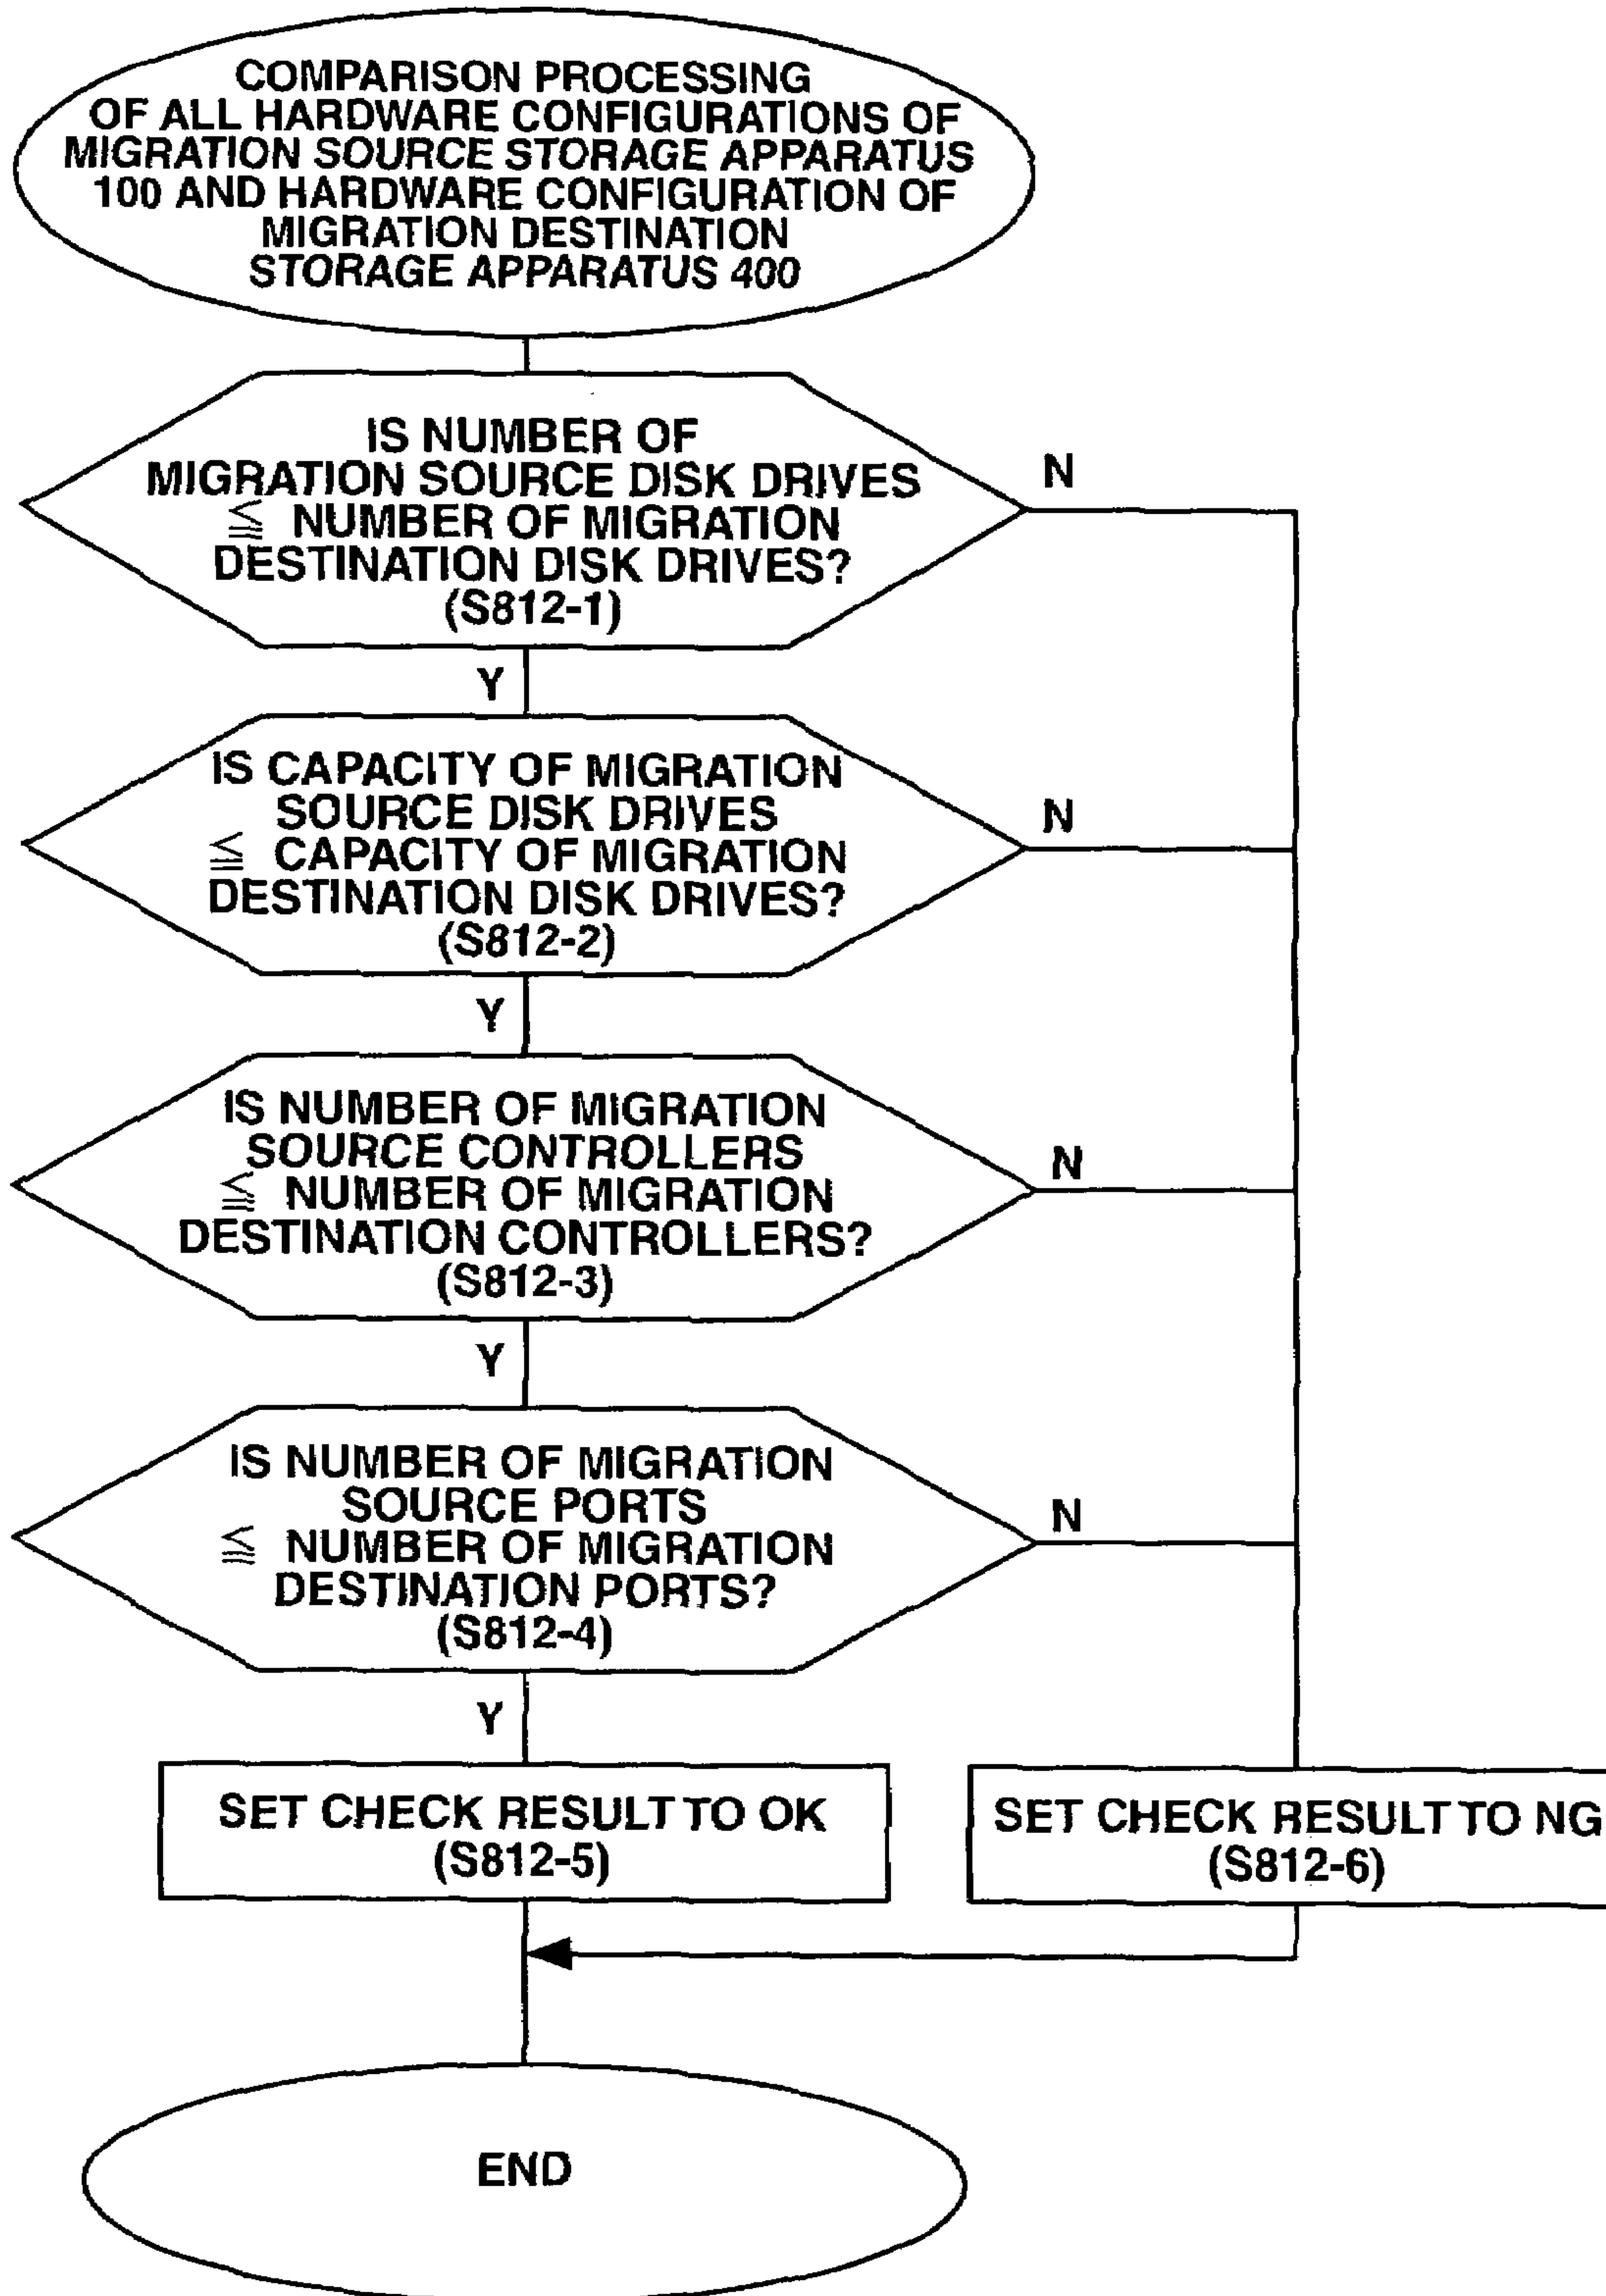 COMPARISON PROCESSING
OF ALL HARDWARE CONFIGURATIONS OF
MIGRATION SOURCE STORAGE APPARATUS
100 AND HARDWARE CONFIGURATION OF
MIGRATION DESTINATION
STORAGE APPARATUS 400
IS NUMBER OF
MIGRATION SOURCE DISK DRIVES
≦ NUMBER OF MIGRATION
DESTINATION DISK DRIVES?
(S812-1)
N
Y
IS CAPACITY OF MIGRATION
SOURCE DISK DRIVES
≦ CAPACITY OF MIGRATION
DESTINATION DISK DRIVES?
(S812-2)
N
Y
IS NUMBER OF MIGRATION
SOURCE CONTROLLERS
≦ NUMBER OF MIGRATION
DESTINATION CONTROLLERS?
(S812-3)
N
Y
IS NUMBER OF MIGRATION
SOURCE PORTS
≦ NUMBER OF MIGRATION
DESTINATION PORTS?
(S812-4)
N
Y
SET CHECK RESULT TO OK
(S812-5)
SET CHECK RESULT TO NG
(S812-6)
END